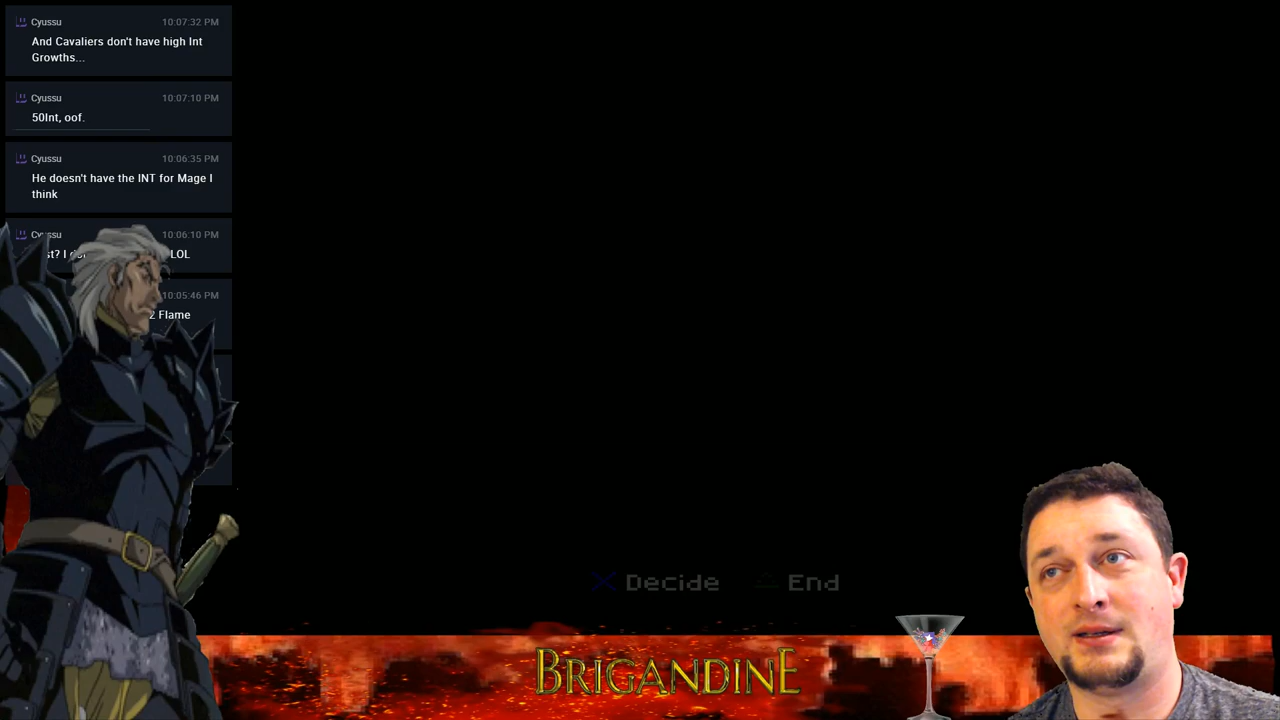 Cyussu 10:07:32 PM
And Cavaliers don't have high Int
Growths...
Cyussu 10:07:10 PM
50Int, oof.
Cyussu 10:06:35 PM
He doesn't have the INT for Mage I
think
Cyussu 10:06:10 PM
LOL
10:05:46 PM
2 Flame
Decide End
BRIGANDINE